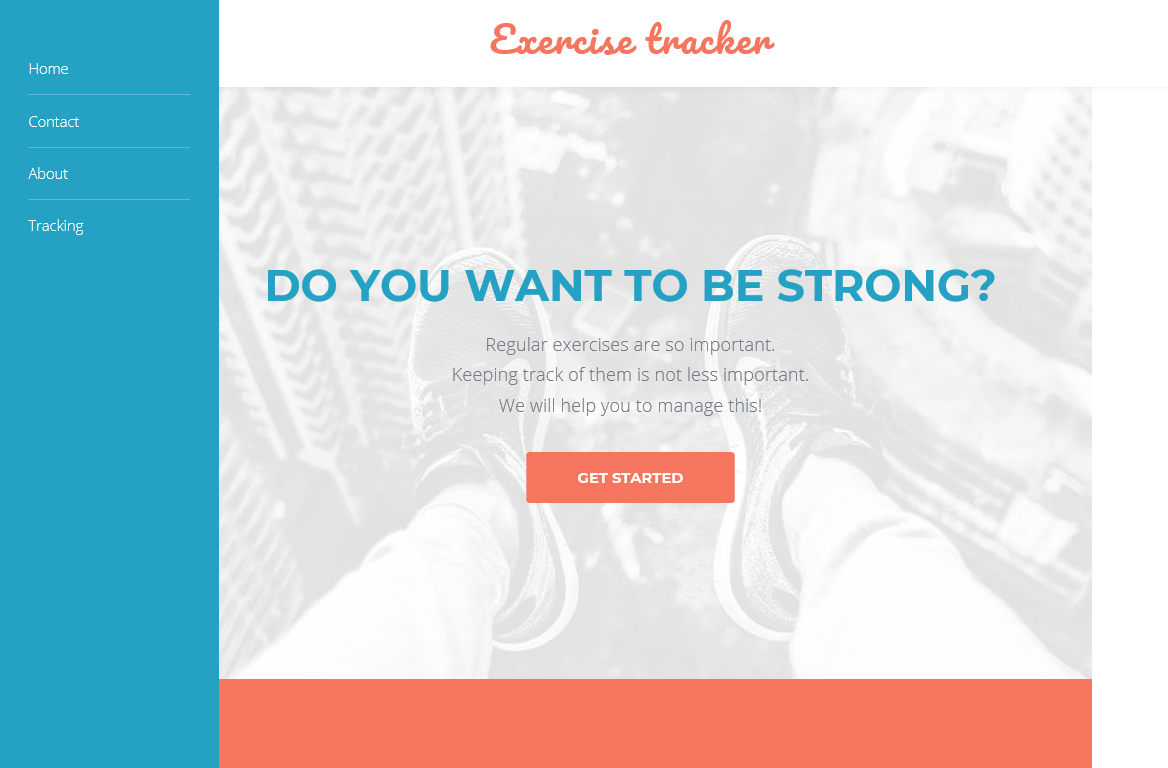 Exercise tracker
Home
Contact
About
Tracking
DO YOU WANT TO BE STRONG?
Regular exercises are so important.
Keeping track of them is not less important.
We will help you to manage this!
GET STARTED